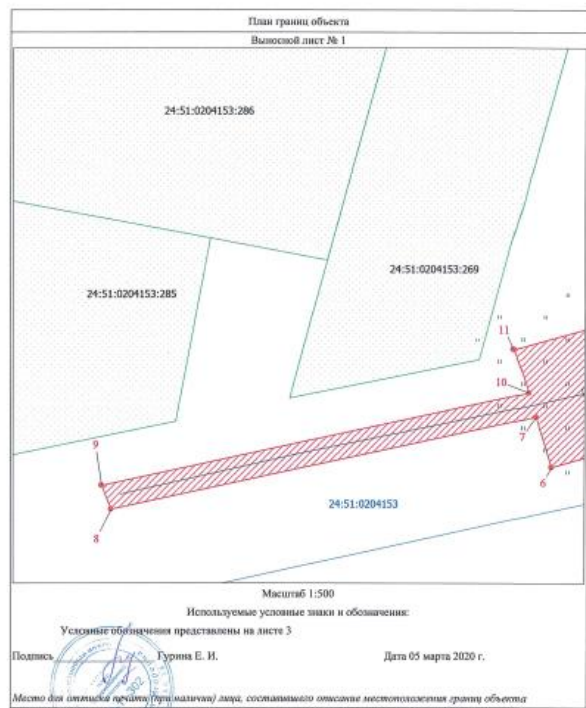 План границ объекта
Выносной лист № 1
24:51:0204153:286
24:51:0204153:269
24:51:0204153:285
11
10
7
9
6
24:51:0204153
8
Масштаб 1:500
Используемые условные знаки и обозначения:
Условные обозначения представлены на листе 3
Подпись Гурина Е. И. Дата 05 марта 2020 г.
Место для оттиска печати (при наличии) лица, составившего описание местоположения границ объекта